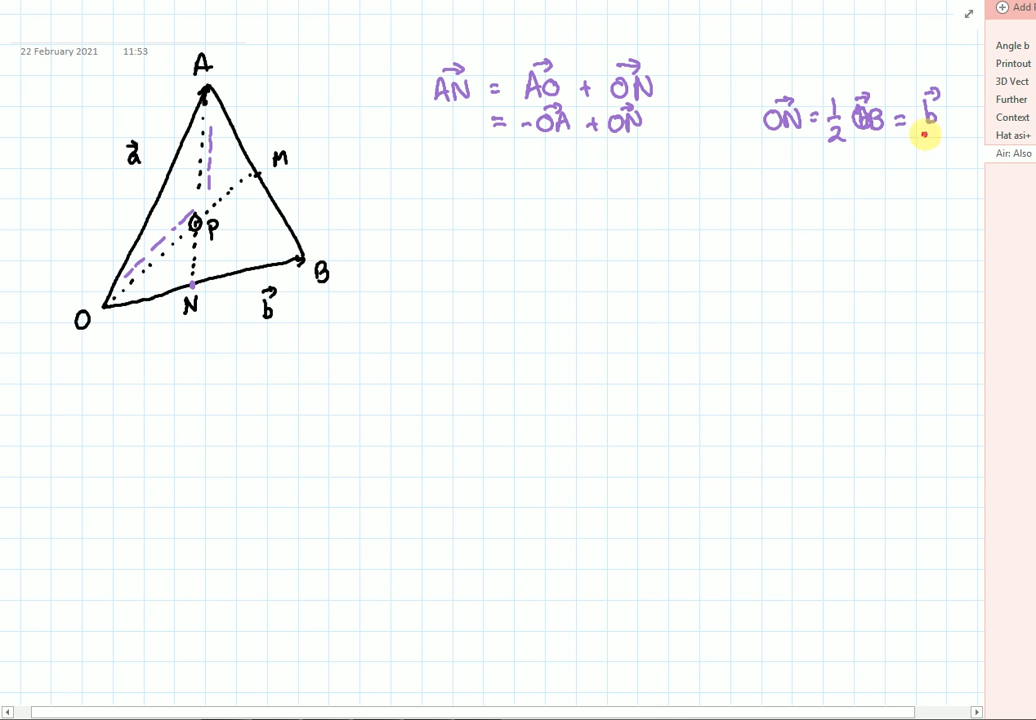 Add
22 February 2021 11:53
Angle b
Printout
3D Vect
Further
Context
Hat asi+
Air: Also
A
a⃗
M
P
O
N
b⃗
B
AN⃗ = AO⃗ + ON⃗
= -OA⃗ + ON⃗
ON⃗ = 1/2 OB⃗ = b⃗